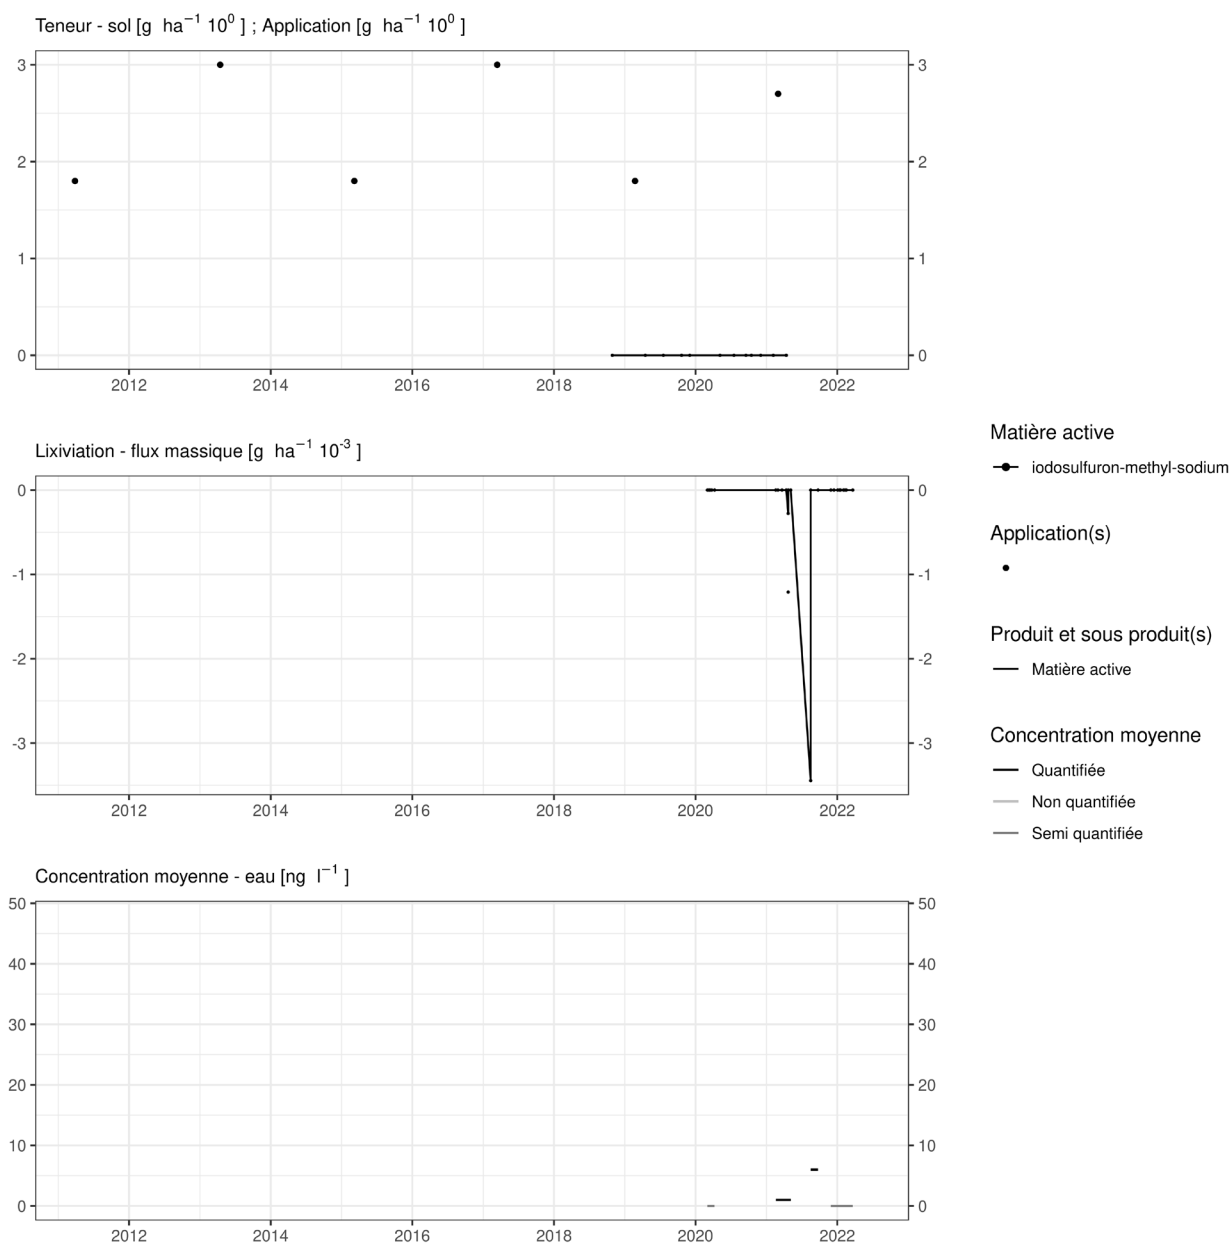 Teneur - sol [g ha−1 100 ] ; Application [g ha−1 100 ]
3 3
2 2
1 1
0 0
2012 2014 2016 2018 2020 2022
Lixiviation - flux massique [g ha−1 10-3 ]
0 0
-1 -1
-2 -2
-3 -3
2012 2014 2016 2018 2020 2022
Concentration moyenne - eau [ng l−1 ]
50 50
40 40
30 30
20 20
10 10
0 0
2012 2014 2016 2018 2020 2022
Matière active
iodosulfuron-methyl-sodium
Application(s)
Produit et sous produit(s)
Matière active
Concentration moyenne
Quantifiée
Non quantifiée
Semi quantifiée